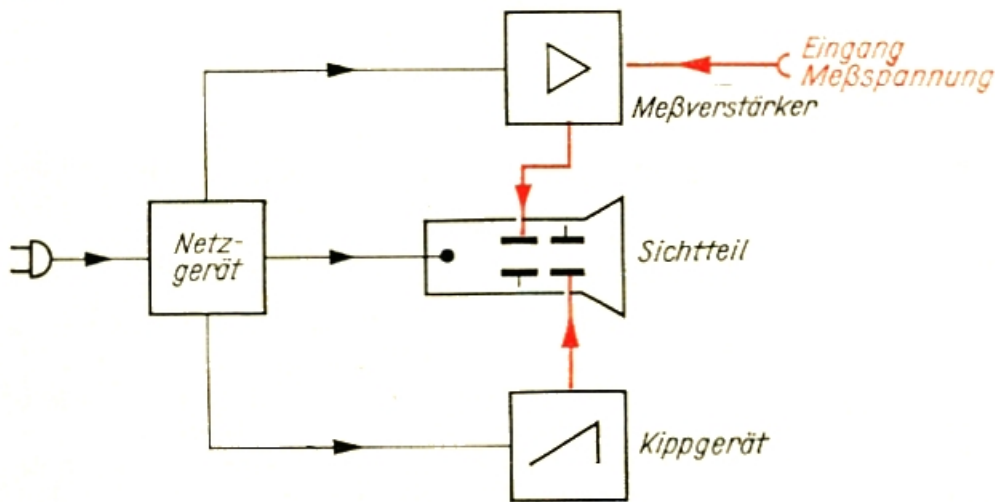 Eingang
Meßspannung
Meßverstärker
Netz-
gerät
Sichtteil
Kippgerät